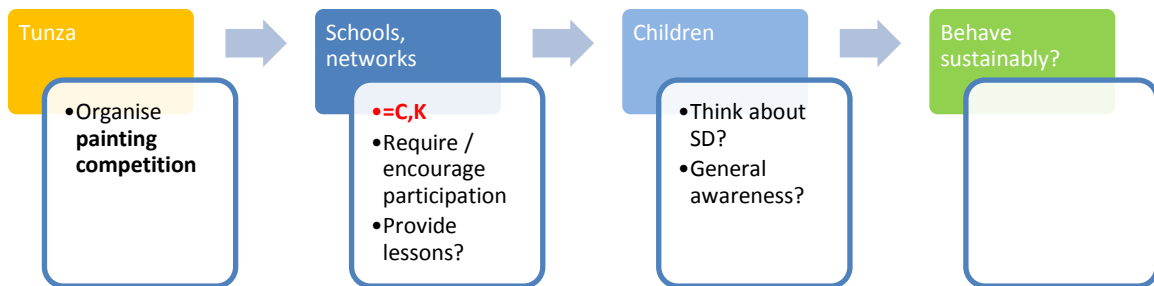 Tunza
•Organise
painting
competition
Schools,
networks
•=C,K
•Require /
encourage
participation
•Provide
lessons?
Children
•Think about
SD?
•General
awareness?
Behave
sustainably?